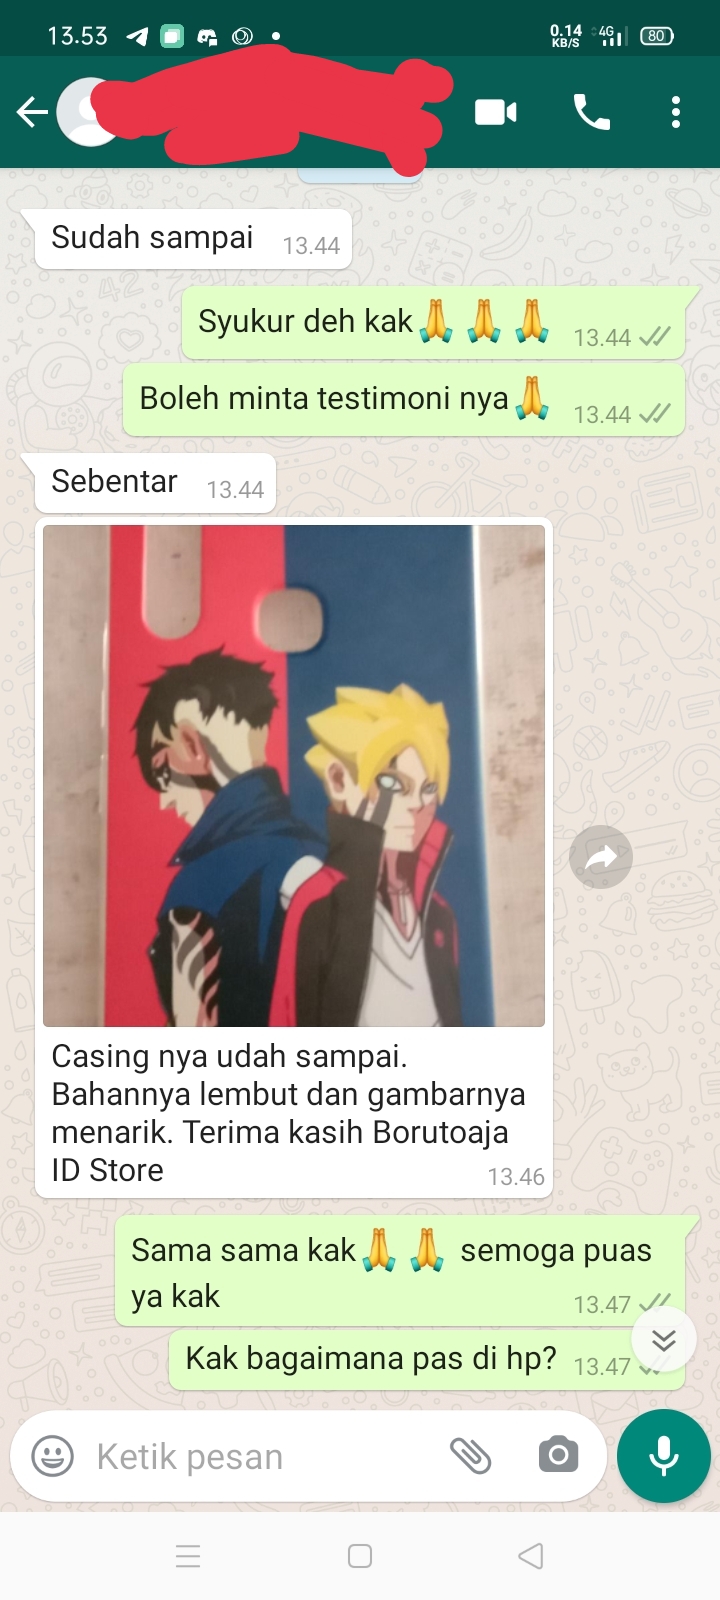 13.53
0.14
KB/S
4G
80
Sudah sampai 13.44
Syukur deh kak🙏 🙏 🙏 13.44
Boleh minta testimoni nya🙏 13.44
Sebentar 13.44
Casing nya udah sampai.
Bahannya lembut dan gambarnya
menarik. Terima kasih Borutoaja
ID Store 13.46
Sama sama kak🙏 🙏 semoga puas
ya kak 13.47
Kak bagaimana pas di hp? 13.47
Ketik pesan